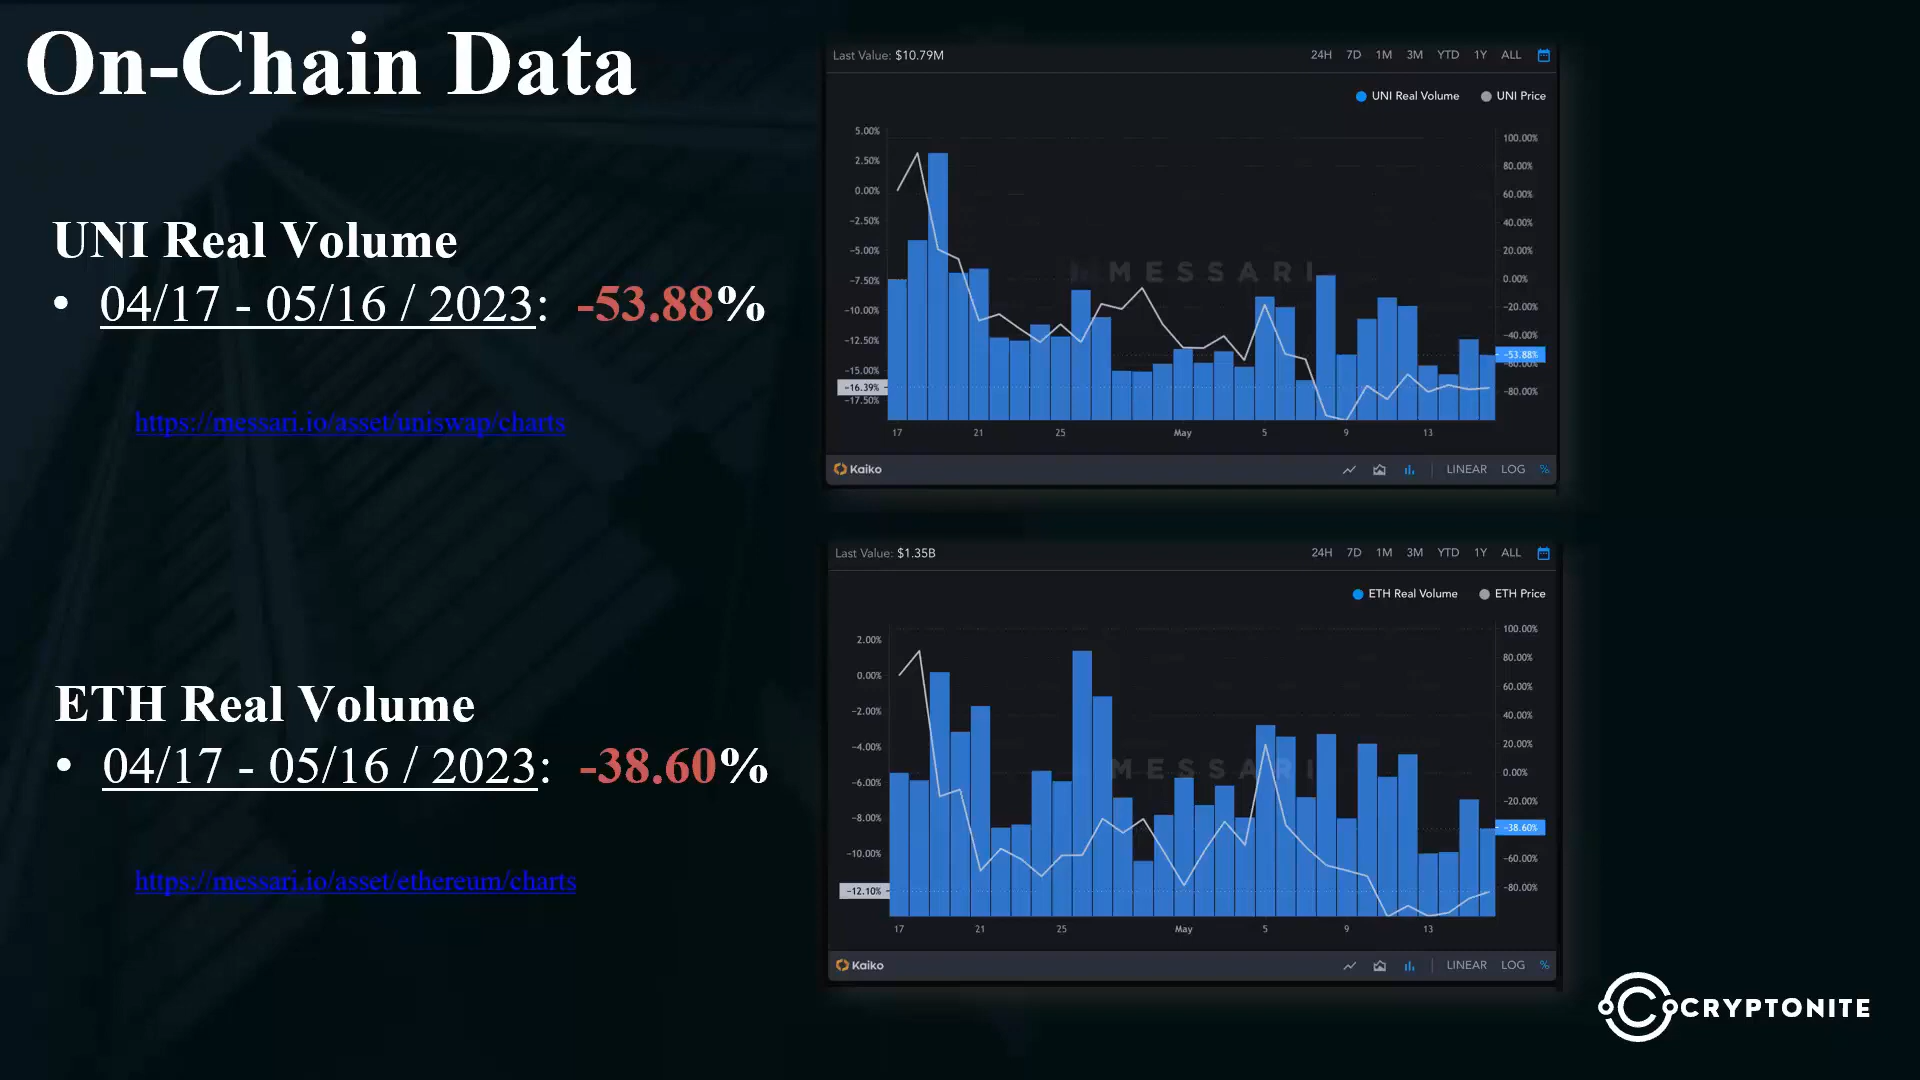 On-Chain Data
UNI Real Volume
• 04/17 - 05/16 / 2023: -53.88%
https://messari.io/asset/uniswap/charts
ETH Real Volume
• 04/17 - 05/16 / 2023: -38.60%
https://messari.io/asset/ethereum/charts
Last Value: $10.79M 24H 7D 1M 3M YTD 1Y ALL
UNI Real Volume UNI Price
5.00%
2.50%
0.00%
-2.50%
-5.00%
-7.50%
-10.00%
-12.50%
-15.00%
-16.39%
-17.50%
MESSARI
100.00%
80.00%
60.00%
40.00%
20.00%
0.00%
-20.00%
-40.00%
-53.88%
-60.00%
-80.00%
17 21 25 May 5 9 13
Kaiko LINEAR LOG %
Last Value: $1.35B 24H 7D 1M 3M YTD 1Y ALL
ETH Real Volume ETH Price
2.00%
0.00%
-2.00%
-4.00%
-6.00%
-8.00%
-10.00%
-12.10%
MESSARI
100.00%
80.00%
60.00%
40.00%
20.00%
0.00%
-20.00%
-38.60%
-60.00%
-80.00%
17 21 25 May 5 9 13
Kaiko LINEAR LOG %
CRYPTONITE